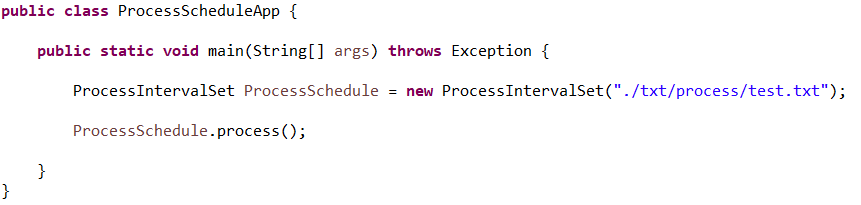 public class ProcessScheduleApp {
public static void main(String[] args) throws Exception {
ProcessIntervalSet ProcessSchedule = new ProcessIntervalSet("./txt/process/test.txt");
ProcessSchedule.process();
}
}